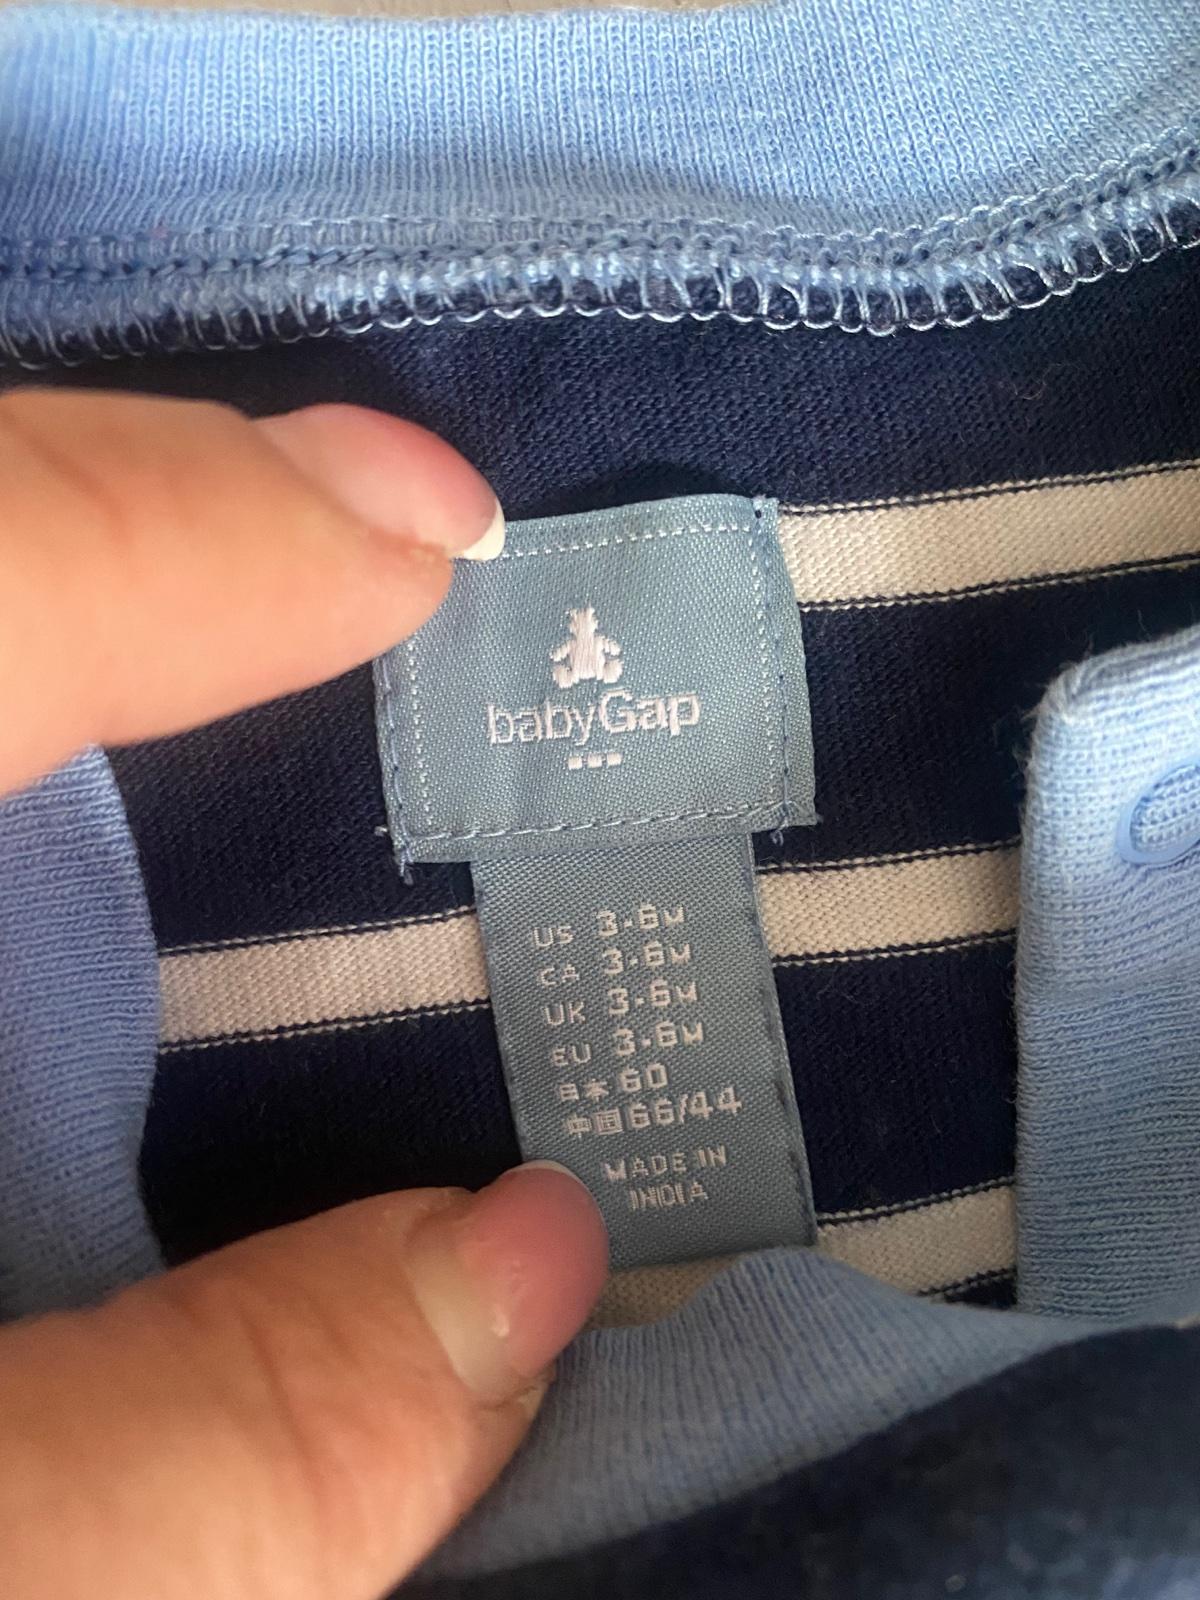 babyGap
US 3-6M
CA 3-6M
UK 3-6M
EU 3-6M
日本 60
中国 66/44
MADE IN
INDIA